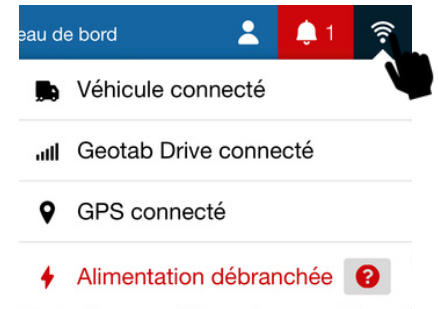 eau de bord
1
Véhicule connecté
Geotab Drive connecté
GPS connecté
Alimentation débranchée ?